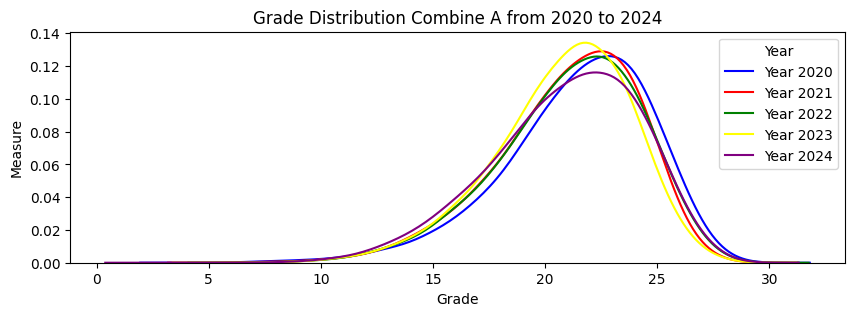 Grade Distribution Combine A from 2020 to 2024
Measure
0.14
0.12
0.10
0.08
0.06
0.04
0.02
0.00
0
5
10
15
20
25
30
Grade
Year
Year 2020
Year 2021
Year 2022
Year 2023
Year 2024